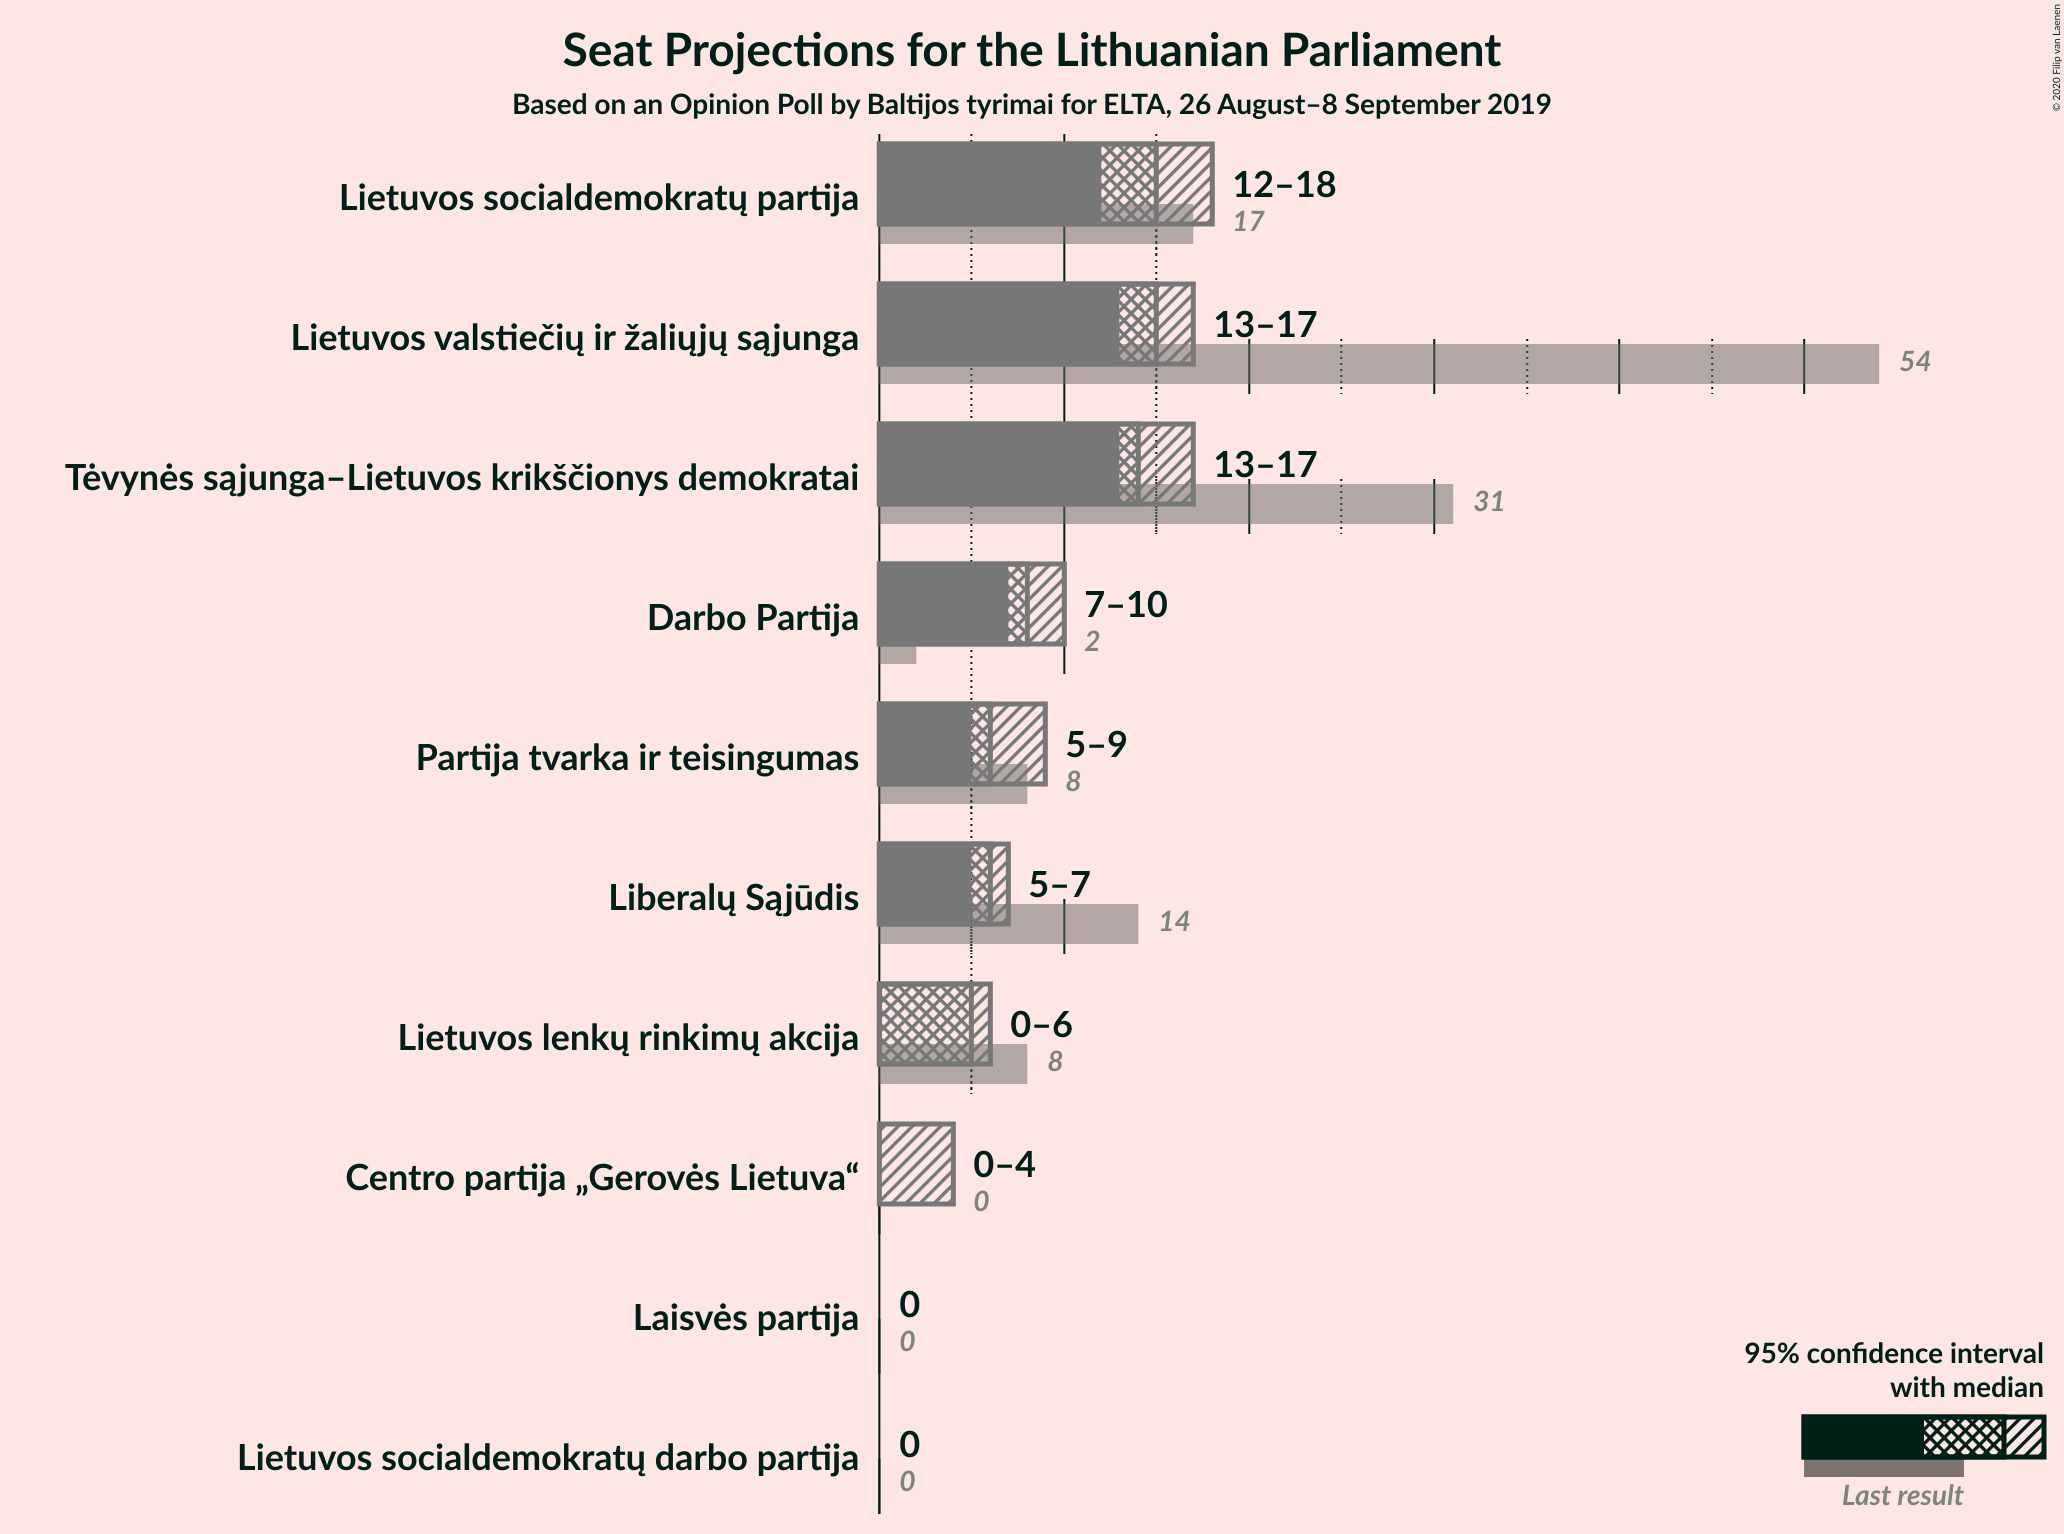 Seat Projections for the Lithuanian Parliament
Based on an Opinion Poll by Baltijos tyrimai for ELTA, 26 August–8 September 2019
© 2020 Filip van Laenen
Lietuvos socialdemokratų partija
12–18
17
Lietuvos valstiečių ir žaliųjų sąjunga
13–17
54
Tėvynės sąjunga–Lietuvos krikščionys demokratai
13–17
31
Darbo Partija
7–10
2
Partija tvarka ir teisingumas
5–9
8
Liberalų Sąjūdis
5–7
14
Lietuvos lenkų rinkimų akcija
0–6
8
Centro partija „Gerovės Lietuva“
0–4
0
Laisvės partija
0
0
Lietuvos socialdemokratų darbo partija
0
0
95% confidence interval
with median
Last result